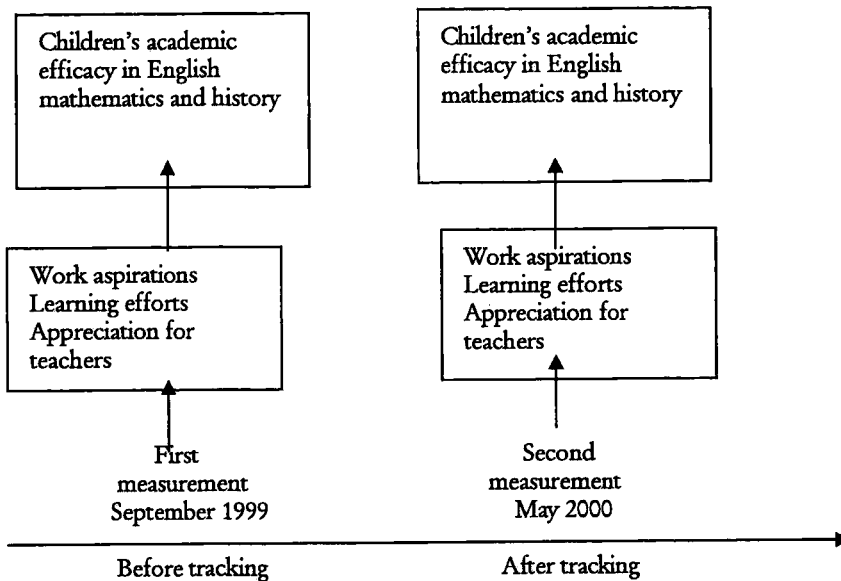 Children's academic
efficacy in English
mathematics and history
Work aspirations
Learning efforts
Appreciation for
teachers
First
measurement
September 1999
Before tracking
Children's academic
efficacy in English
mathematics and history
Work aspirations
Learning efforts
Appreciation for
teachers
Second
measurement
May 2000
After tracking